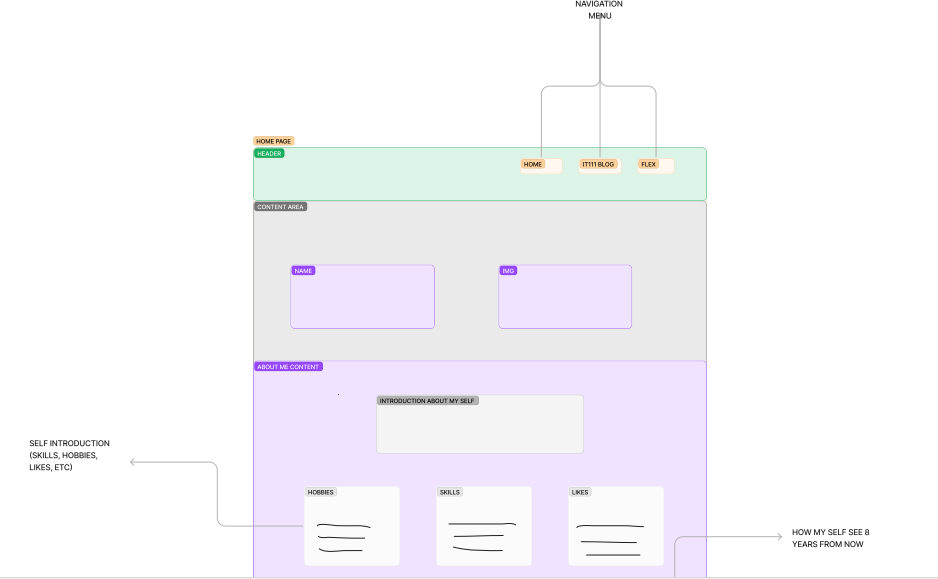 NAVIGATION
MENU
HOME PAGE
HEADER
HOME
IT111 BLOG
FLEX
CONTENT AREA
NAME
IMG
ABOUT ME CONTENT
INTRODUCTION ABOUT MY SELF
SELF INTRODUCTION
(SKILLS, HOBBIES,
LIKES, ETC)
HOBBIES
SKILLS
LIKES
HOW MY SELF SEE 8
YEARS FROM NOW